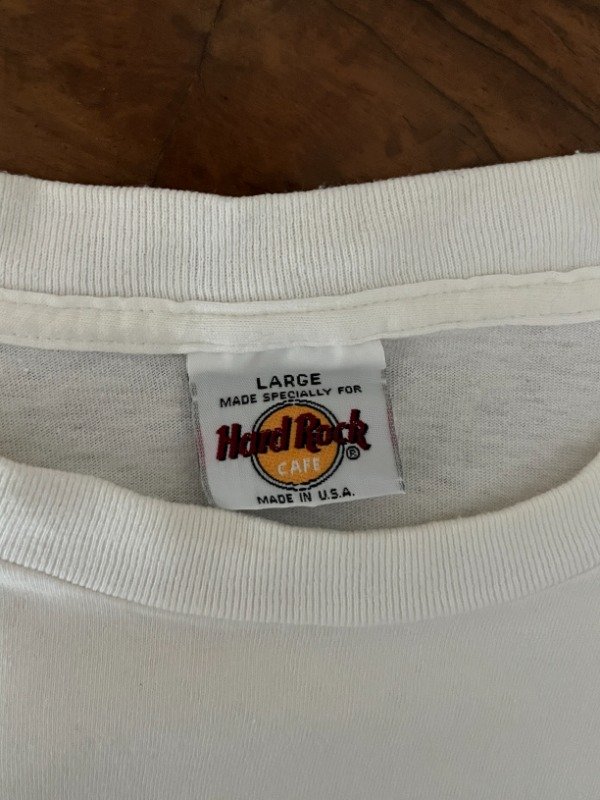 LARGE
MADE SPECIALLY FOR
Hard Rock
CAFE ®
MADE IN U.S.A.